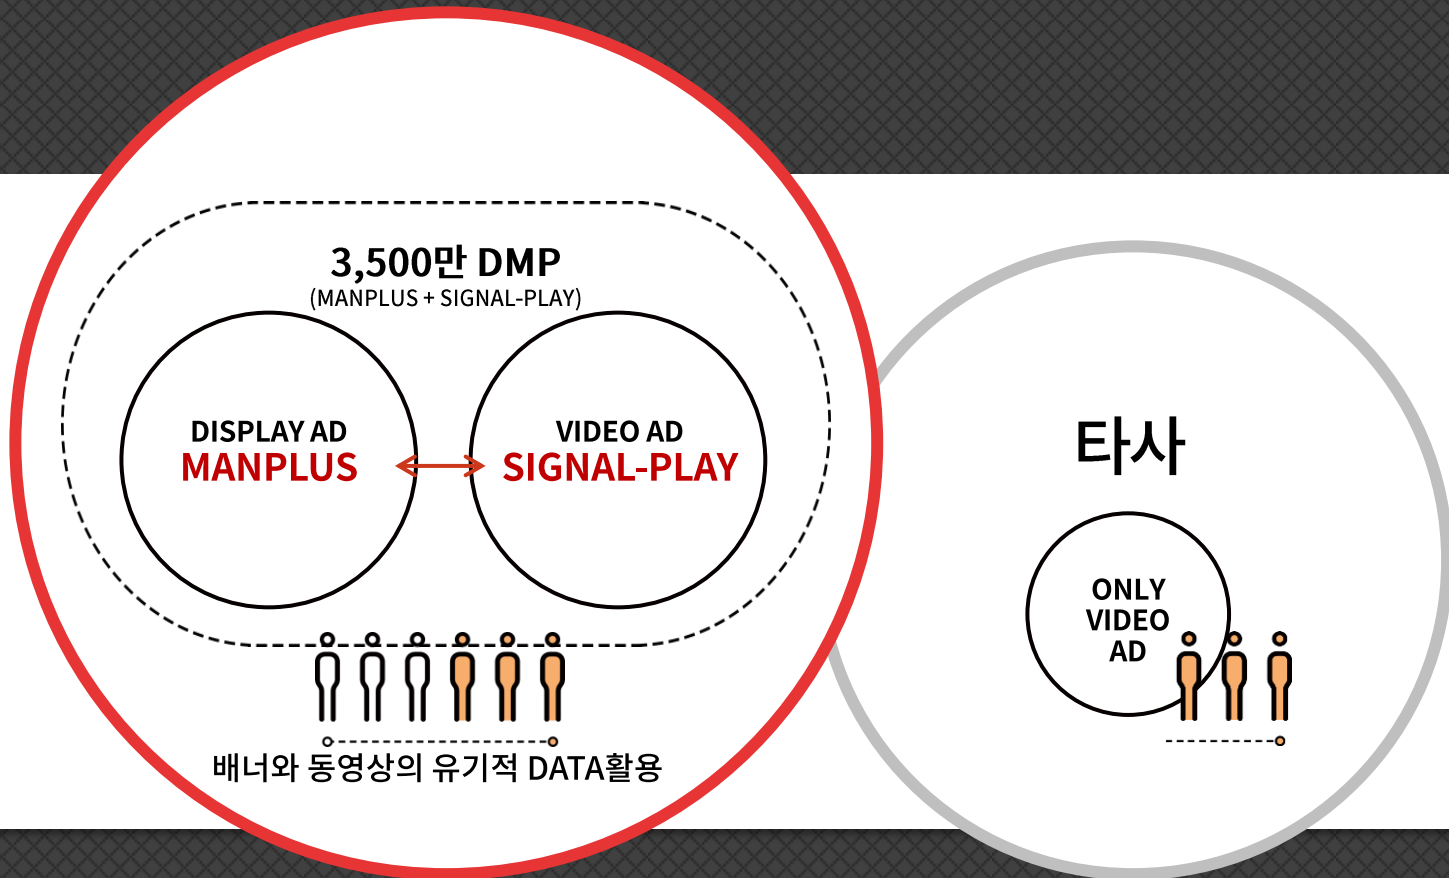 3,500만 DMP
(MANPLUS + SIGNAL-PLAY)
DISPLAY AD
MANPLUS
VIDEO AD
SIGNAL-PLAY
배너와 동영상의 유기적 DATA활용
타사
ONLY
VIDEO
AD